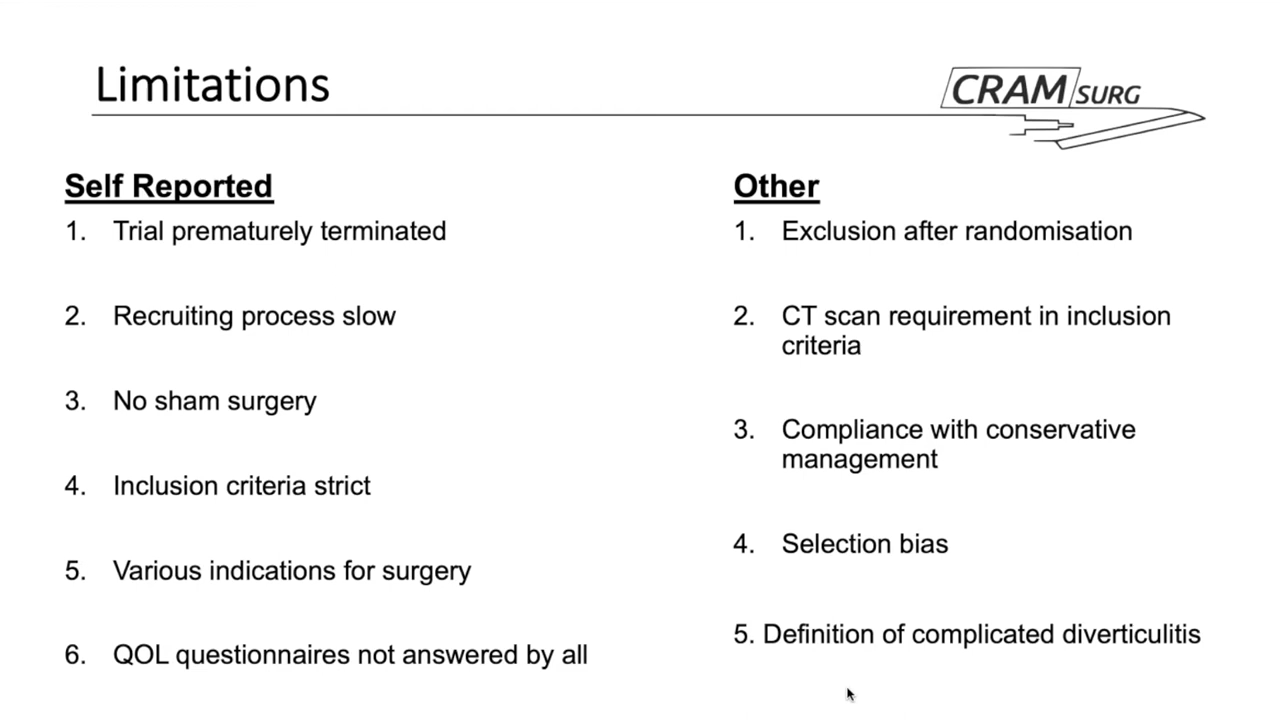 Limitations
CRAM SURG
Self Reported
1. Trial prematurely terminated
2. Recruiting process slow
3. No sham surgery
4. Inclusion criteria strict
5. Various indications for surgery
6. QOL questionnaires not answered by all
Other
1. Exclusion after randomisation
2. CT scan requirement in inclusion
criteria
3. Compliance with conservative
management
4. Selection bias
5. Definition of complicated diverticulitis